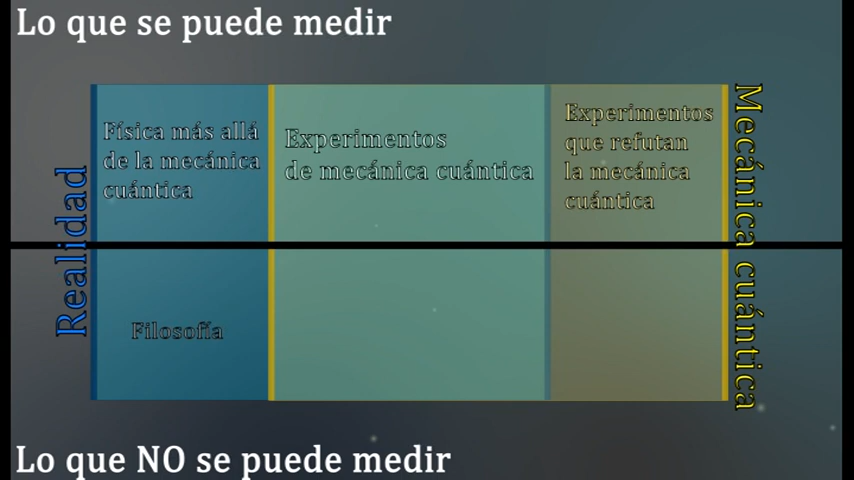 Lo que se puede medir
Física más allá
de la mecánica
cuántica
Experimentos
de mecánica cuántica
Experimentos
que refutan
la mecánica
cuántica
Realidad
Mecánica cuántica
Filosofía
Lo que NO se puede medir